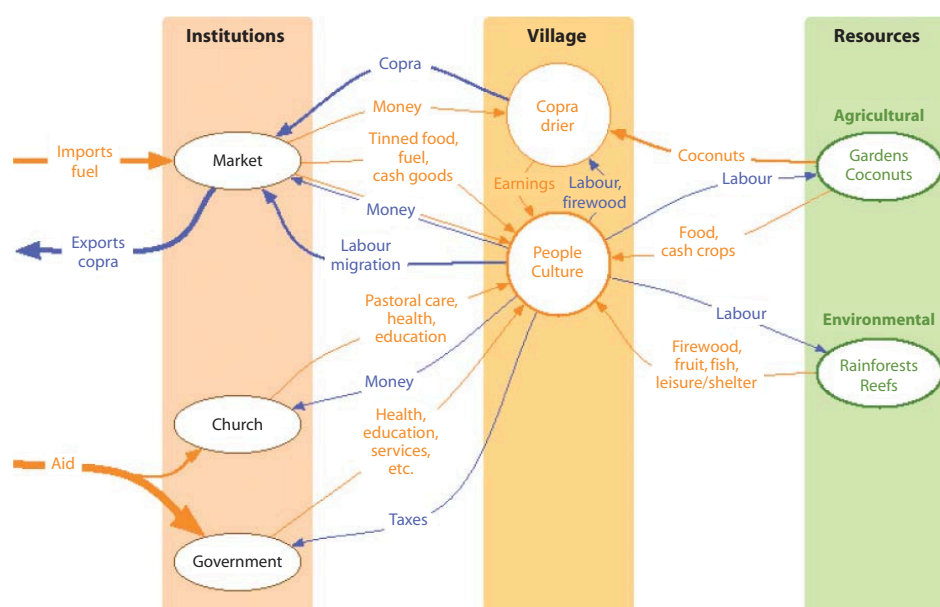 Institutions
Village
Resources
Copra
Money
Tinned food,
fuel,
cash goods
Money
Labour
migration
Imports
fuel
Exports
copra
Market
Copra
drier
Earnings
Labour,
firewood
People
Culture
Coconuts
Labour
Food,
cash crops
Labour
Firewood,
fruit, fish,
leisure/shelter
Agricultural
Gardens
Coconuts
Environmental
Rainforests
Reefs
Pastoral care,
health,
education
Money
Church
Health,
education,
services,
etc.
Aid
Taxes
Government